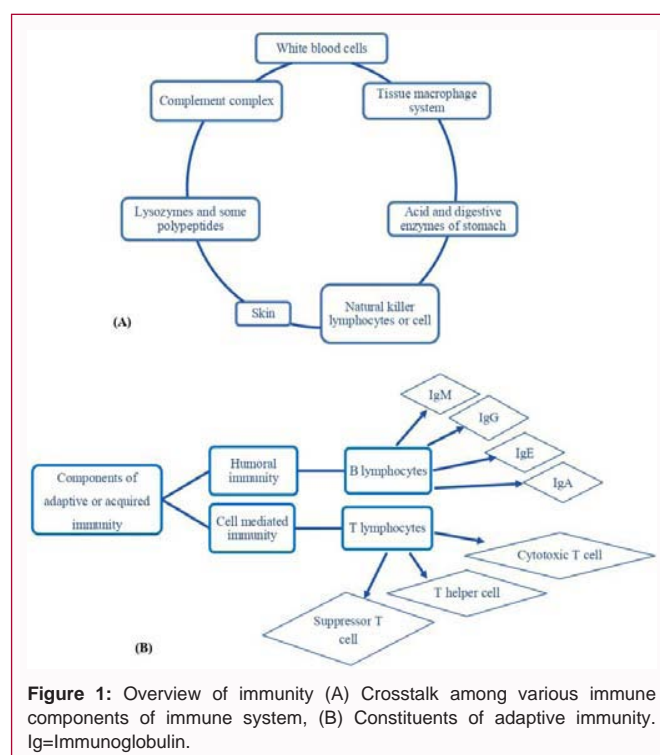 White blood cells
Complement complex
Tissue macrophage
system
Lysozymes and some
polypeptides
Acid and digestive
enzymes of stomach
Skin
Natural killer
lymphocytes or cell
(A)
IgM
IgG
IgE
IgA
Humoral
immunity
B lymphocytes
Components of
adaptive or acquired
immunity
Cell mediated
immunity
T lymphocytes
Cytotoxic T cell
T helper cell
Suppressor T
cell
(B)
Figure 1: Overview of immunity (A) Crosstalk among various immune
components of immune system, (B) Constituents of adaptive immunity.
Ig=Immunoglobulin.